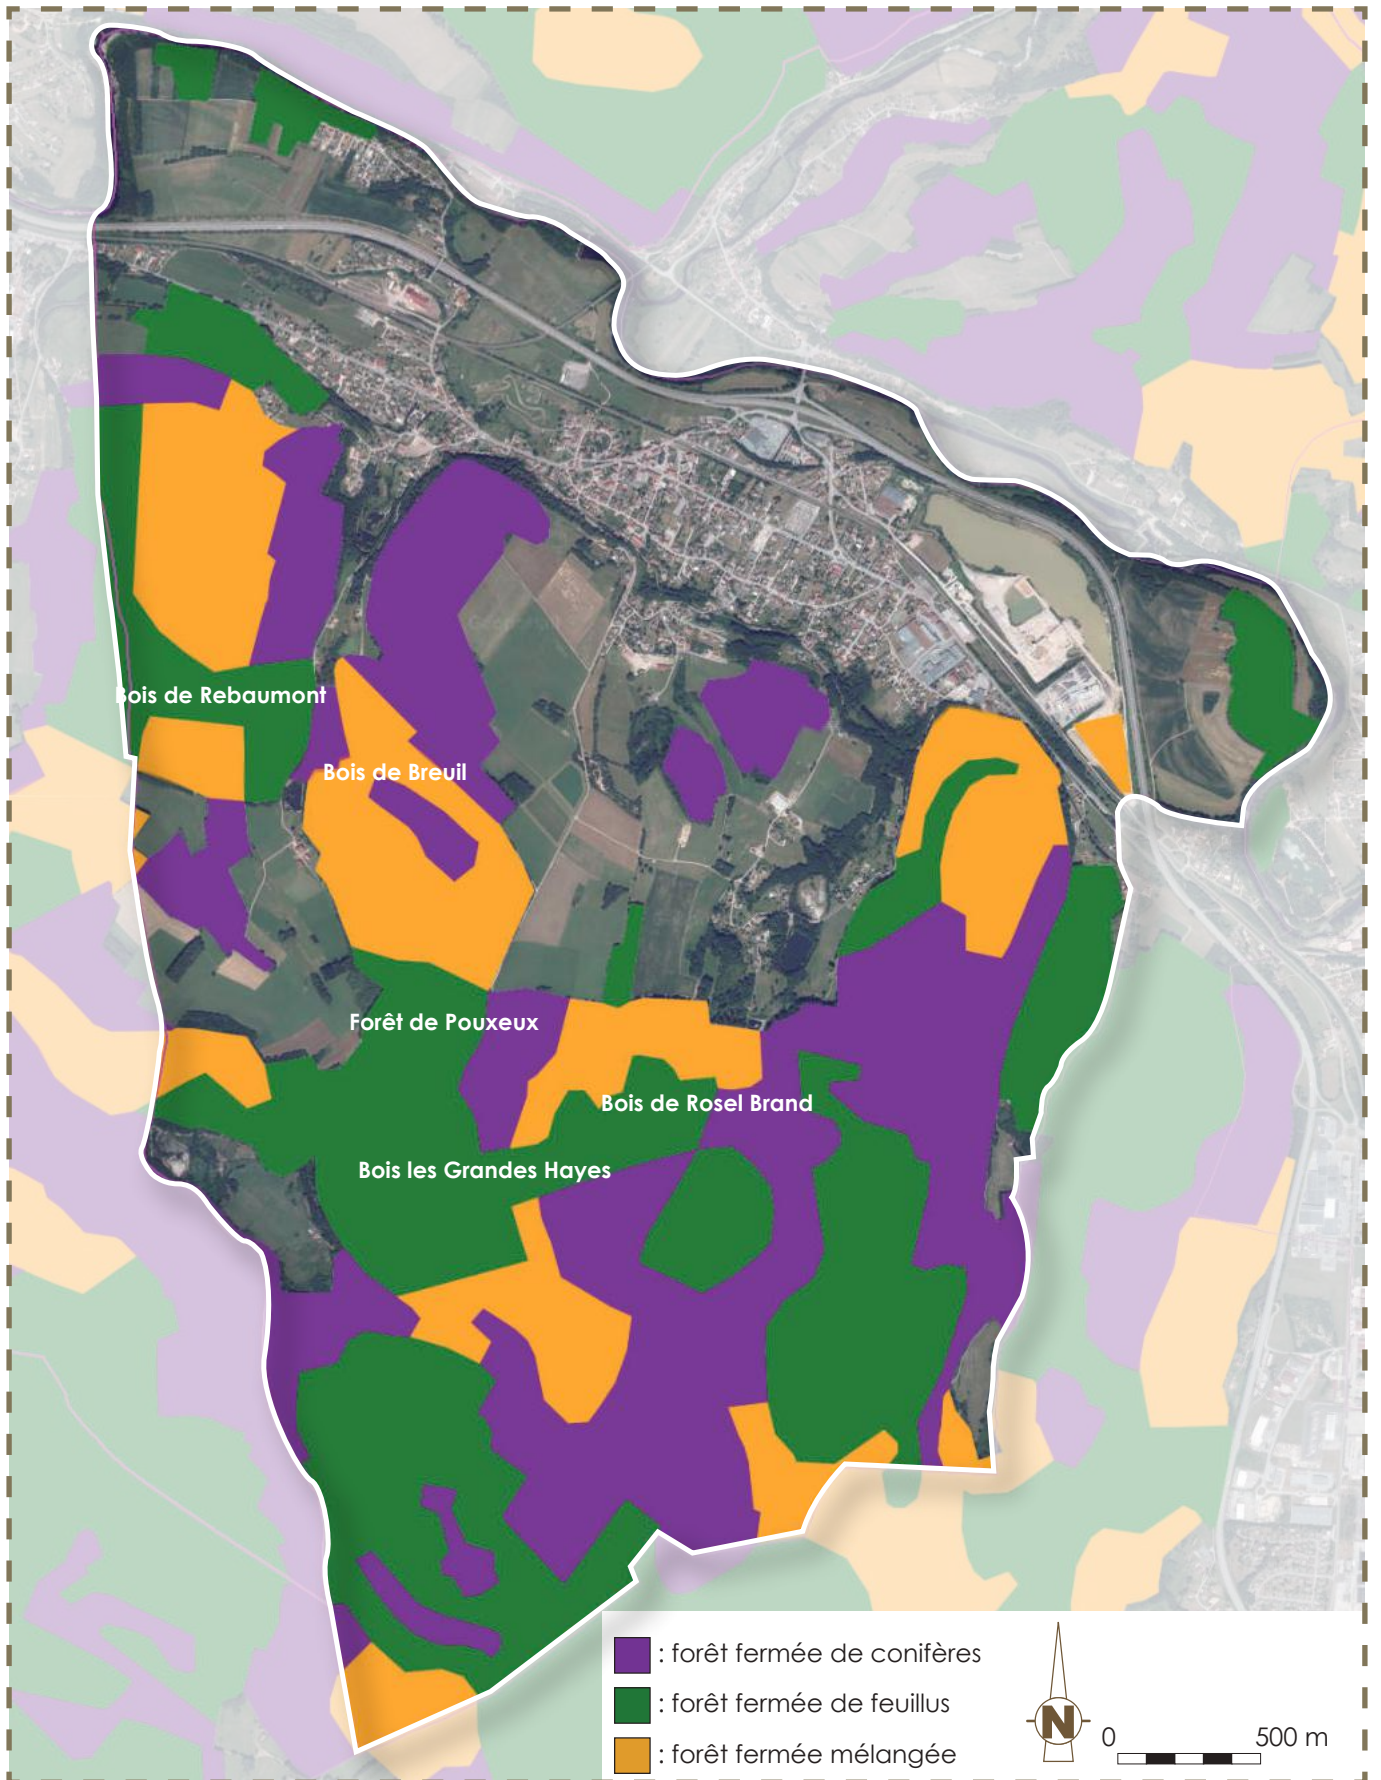 Bois de Rebaumont
Bois de Breuil
Forêt de Pouxeux
Bois de Rosel Brand
Bois les Grandes Hayes
: forêt fermée de conifères
: forêt fermée de feuillus
: forêt fermée mélangée
N
0 500 m